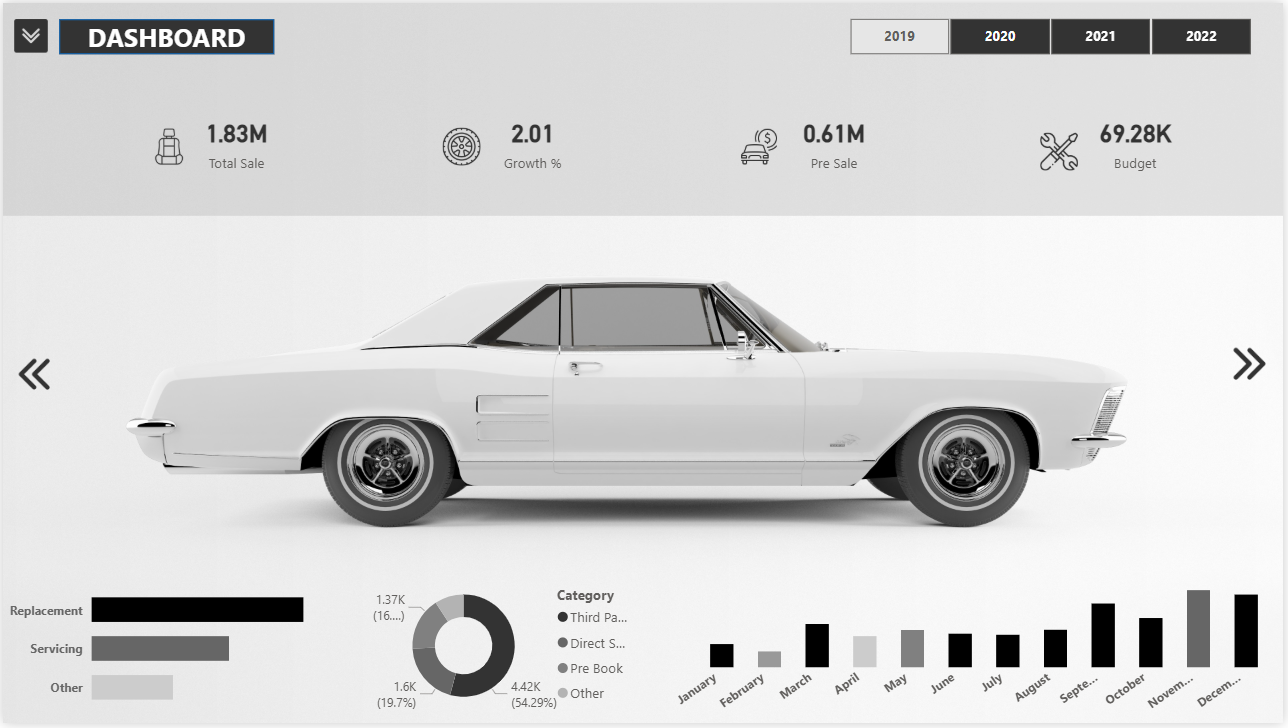 DASHBOARD
2019
2020
2021
2022
1.83M
Total Sale
2.01
Growth %
0.61M
Pre Sale
69.28K
Budget
Replacement
Servicing
Other
1.37K
(16....)
1.6K
(19.7%)
4.42K
(54.29%)
Category
Third Pa...
Direct S...
Pre Book
Other
January
February
March
April
May
June
July
August
Septe...
October
Novem...
Decem...